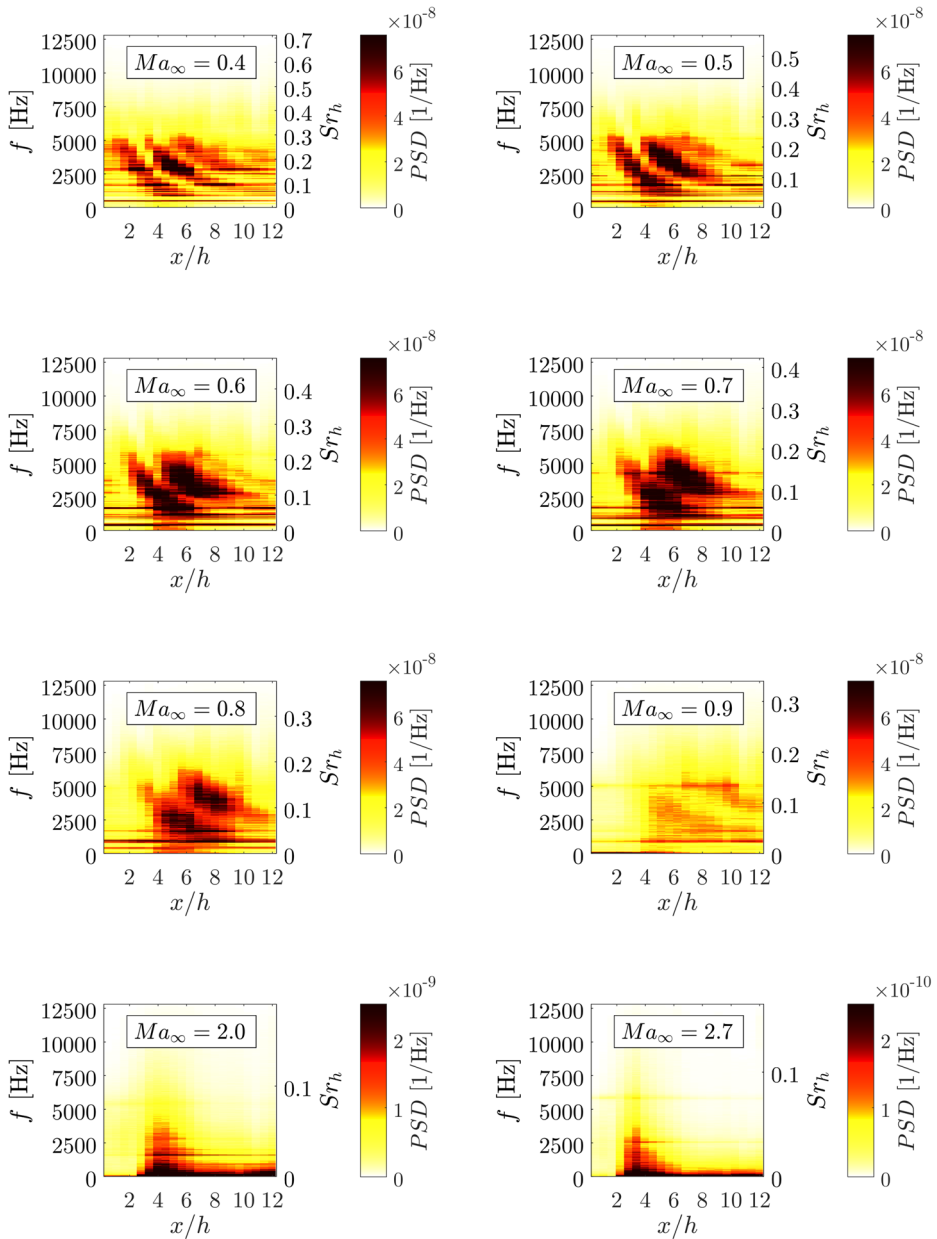 ×10⁻⁸ ×10⁻⁸
12500 Ma∞ = 0.4 0.7 12500 Ma∞ = 0.5
10000 0.6 6 10000 0.5 6
7500 0.5 7500 0.4
f [Hz] 0.4 Sr_h 4 PSD [1/Hz] f [Hz] 0.3 Sr_h 4 PSD [1/Hz]
5000 0.3 5000
2500 0.2 2 2500 0.2 2
0.1 0.1
0 0 0 0 0 0
2 4 6 8 10 12 2 4 6 8 10 12
x/h x/h
×10⁻⁸ ×10⁻⁸
12500 Ma∞ = 0.6 12500 Ma∞ = 0.7 0.4
10000 0.4 6 10000 6
7500 0.3 7500 0.3
f [Hz] Sr_h 4 PSD [1/Hz] f [Hz] Sr_h 4 PSD [1/Hz]
5000 0.2 5000 0.2
2500 0.1 2 2500 0.1 2
0 0 0 0 0 0
2 4 6 8 10 12 2 4 6 8 10 12
x/h x/h
×10⁻⁸ ×10⁻⁸
12500 Ma∞ = 0.8 12500 Ma∞ = 0.9
10000 0.3 6 10000 0.3 6
7500 0.2 7500 0.2
f [Hz] Sr_h 4 PSD [1/Hz] f [Hz] Sr_h 4 PSD [1/Hz]
5000 5000
2500 0.1 2 2500 0.1 2
0 0 0 0 0 0
2 4 6 8 10 12 2 4 6 8 10 12
x/h x/h
×10⁻⁹ ×10⁻¹⁰
12500 Ma∞ = 2.0 12500 Ma∞ = 2.7
10000 2 10000 2
7500 0.1 7500 0.1
f [Hz] Sr_h PSD [1/Hz] f [Hz] Sr_h PSD [1/Hz]
5000 1 5000 1
2500 2500
0 0 0 0 0 0
2 4 6 8 10 12 2 4 6 8 10 12
x/h x/h